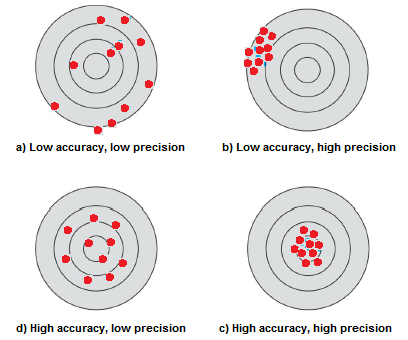 a) Low accuracy, low precision
b) Low accuracy, high precision
d) High accuracy, low precision
c) High accuracy, high precision